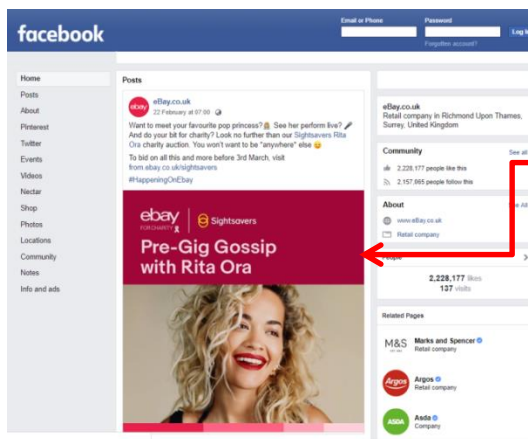 facebook
Email or Phone
Password
Log In
Forgotten account?
Home
Posts
About
Pinterest
Twitter
Events
Videos
Nectar
Shop
Photos
Locations
Community
Notes
Info and ads
Posts
ebay
eBay.co.uk
22 February at 07:00
Want to meet your favourite pop princess? See her perform live?
And do your bit for charity? Look no further than our Sightsavers Rita
Ora charity auction. You won't want to be "anywhere" else
To bid on all this and more before 3rd March, visit
from.ebay.co.uk/sightsavers
#HappeningOnEbay
ebay
FOR CHARITY
Sightsavers
Pre-Gig Gossip
with Rita Ora
eBay.co.uk
Retail company in Richmond Upon Thames,
Surrey, United Kingdom
Community
See all
2,228,177 people like this
2,157,865 people follow this
About
See All
www.eBay.co.uk
Retail company
People
2,228,177 likes
137 visits
Related Pages
M&S
Marks and Spencer
Retail company
Argos
Argos
Retail company
ASDA
Asda
Company